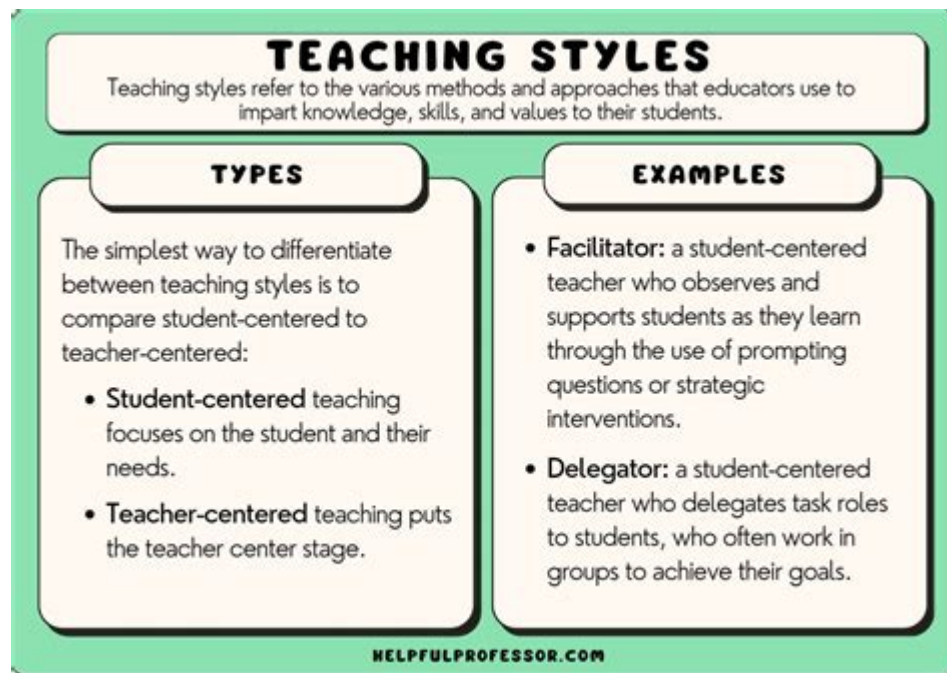 TEACHING STYLES
Teaching styles refer to the various methods and approaches that educators use to
impart knowledge, skills, and values to their students.
TYPES
The simplest way to differentiate
between teaching styles is to
compare student-centered to
teacher-centered:
• Student-centered teaching
focuses on the student and their
needs.
• Teacher-centered teaching puts
the teacher center stage.
EXAMPLES
• Facilitator: a student-centered
teacher who observes and
supports students as they learn
through the use of prompting
questions or strategic
interventions.
• Delegator: a student-centered
teacher who delegates task roles
to students, who often work in
groups to achieve their goals.
HELPFULPROFESSOR.COM